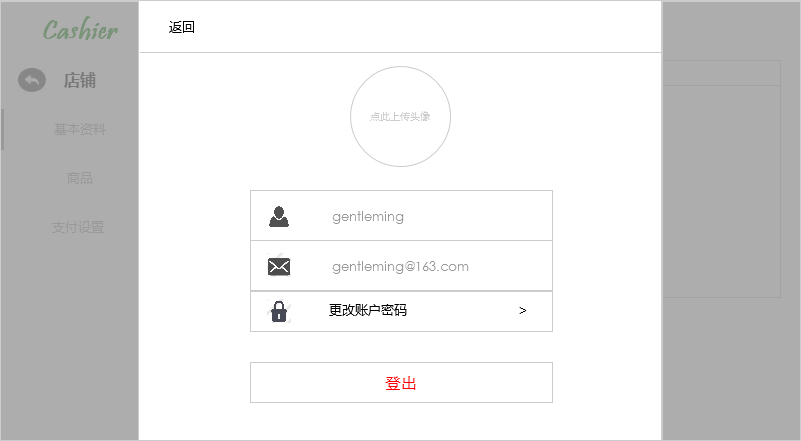 Cashier
店铺
基本资料
商品
支付设置
返回
点此上传头像
gentleming
gentleming@163.com
更改账户密码 >
登出